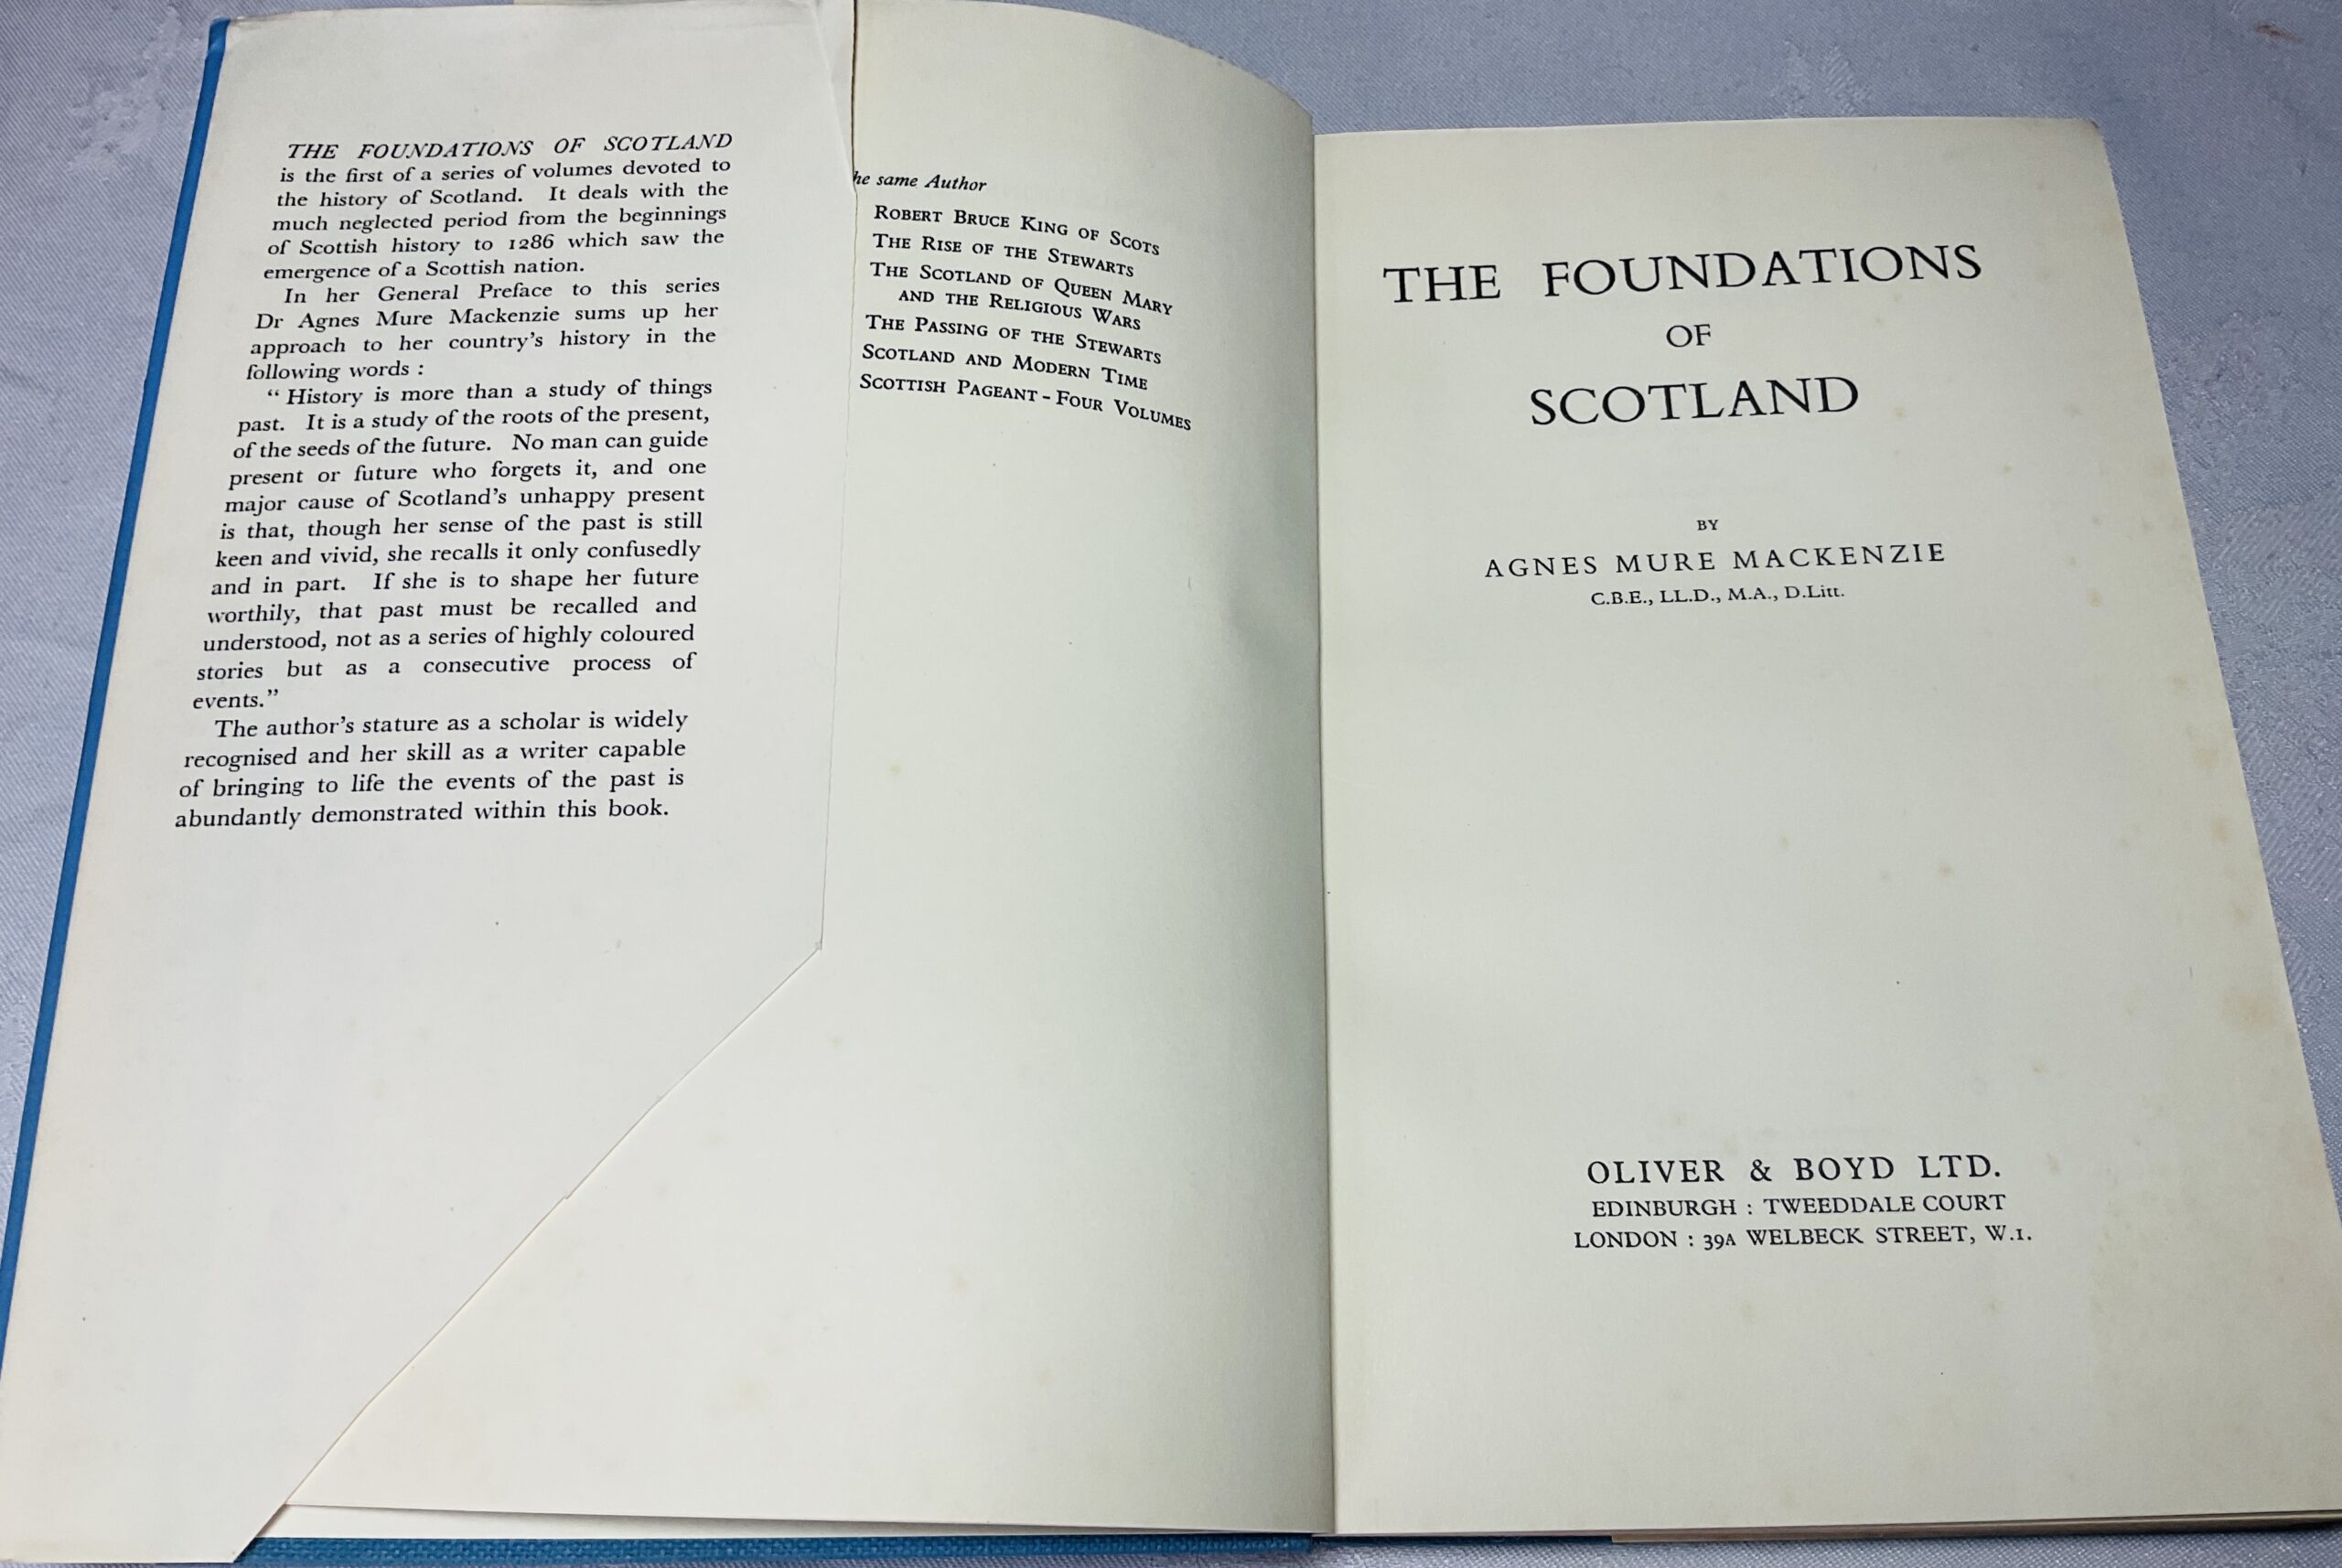 THE FOUNDATIONS OF SCOTLAND
is the first of a series of volumes devoted to
the history of Scotland. It deals with the
much neglected period from the beginnings
of Scottish history to 1286 which saw the
emergence of a Scottish nation.
In her General Preface to this series
Dr Agnes Mure Mackenzie sums up her
approach to her country's history in the
following words :
“ History is more than a study of things
past. It is a study of the roots of the present,
of the seeds of the future. No man can guide
present or future who forgets it, and one
major cause of Scotland's unhappy present
is that, though her sense of the past is still
keen and vivid, she recalls it only confusedly
and in part. If she is to shape her future
worthily, that past must be recalled and
understood, not as a series of highly coloured
stories but as a consecutive process of
events.”
The author's stature as a scholar is widely
recognised and her skill as a writer capable
of bringing to life the events of the past is
abundantly demonstrated within this book.
he same Author
ROBERT BRUCE KING OF SCOTS
THE RISE OF THE STEWARTS
THE SCOTLAND OF QUEEN MARY
AND THE RELIGIOUS WARS
THE PASSING OF THE STEWARTS
SCOTLAND AND MODERN TIME
SCOTTISH PAGEANT - FOUR VOLUMES
THE FOUNDATIONS
OF
SCOTLAND
BY
AGNES MURE MACKENZIE
C.B.E., LL.D., M.A., D.Litt.
OLIVER & BOYD LTD.
EDINBURGH : TWEEDDALE COURT
LONDON : 39A WELBECK STREET, W.1.